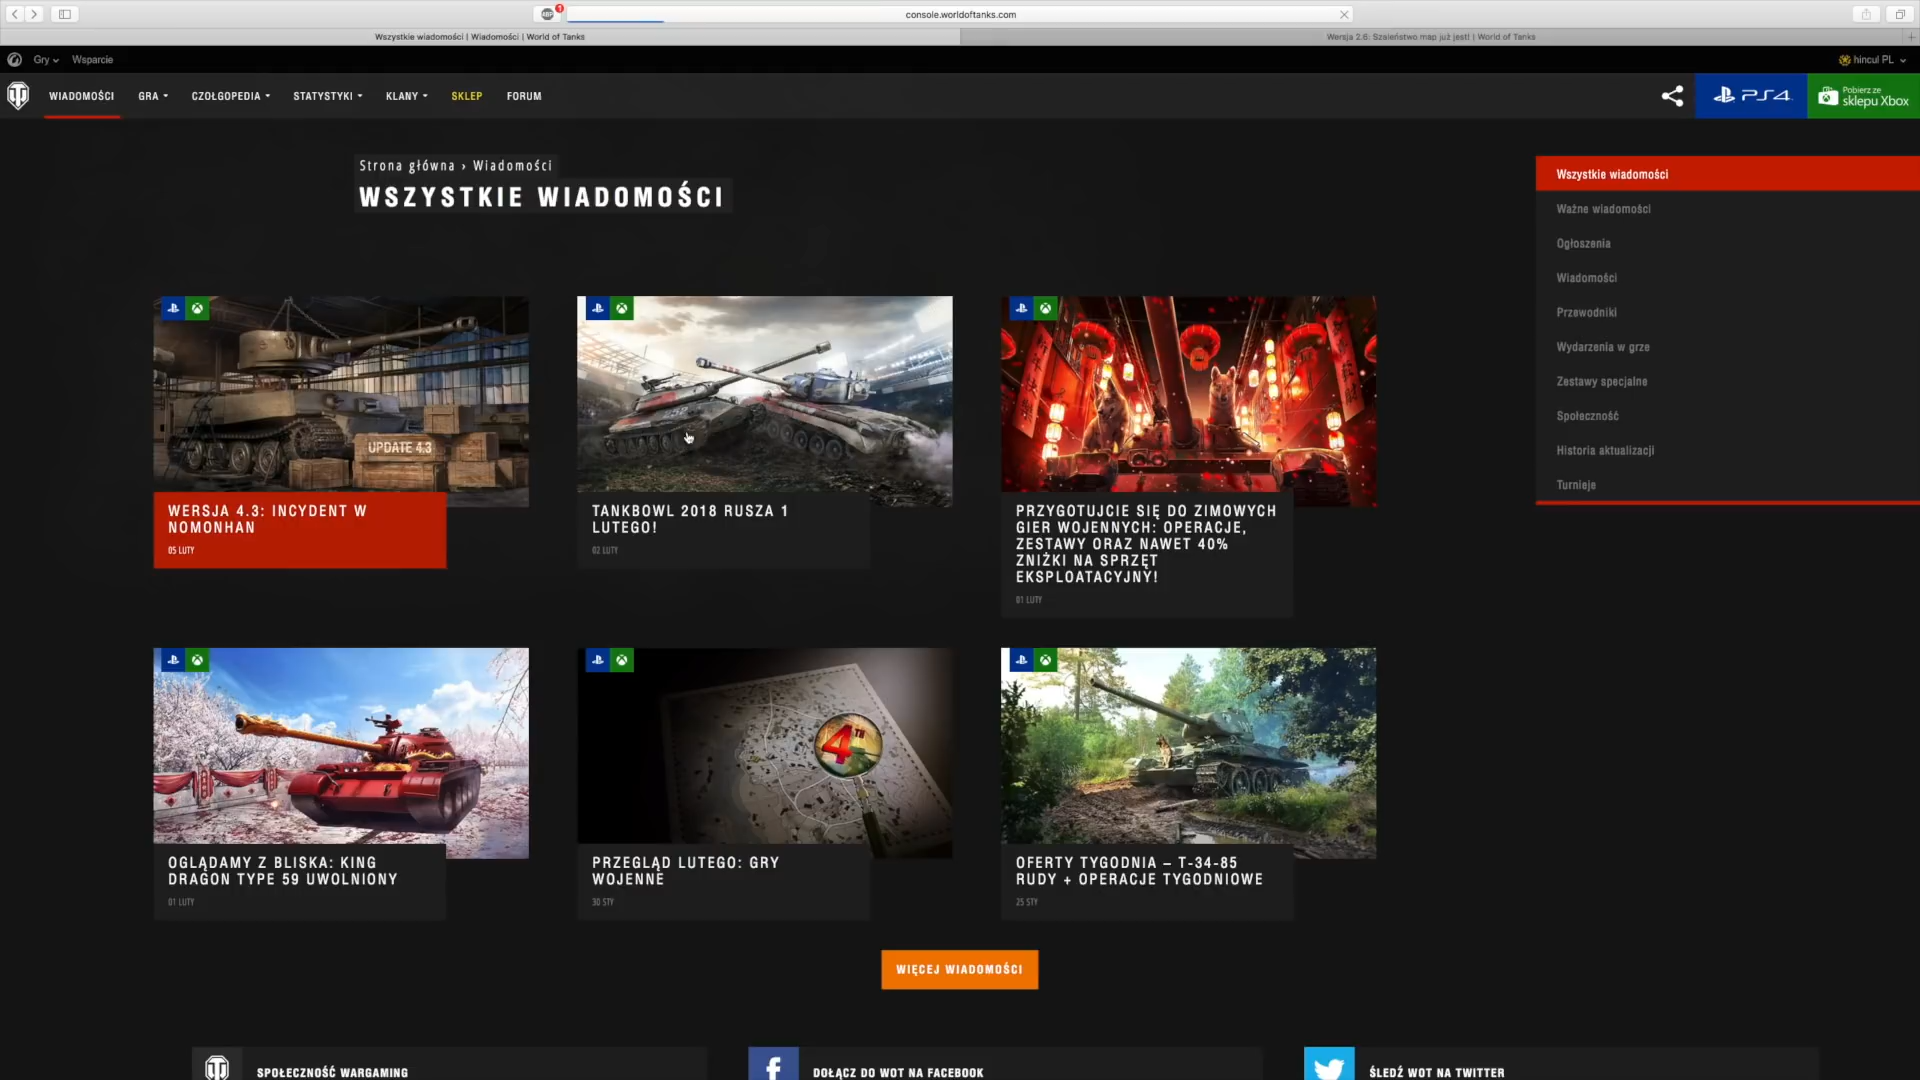 console.worldoftanks.com
Wszystkie wiadomości | Wiadomości | World of Tanks
Wersja 2.6: Szaleństwo map już jest! | World of Tanks
ABP
1
Gry
Wsparcie
hincul PL
WIADOMOŚCI
GRA
CZOŁGOPEDIA
STATYSTYKI
KLANY
SKLEP
FORUM
PS4
Pobierz ze
sklepu Xbox
Strona główna › Wiadomości
WSZYSTKIE WIADOMOŚCI
Wszystkie wiadomości
Ważne wiadomości
Ogłoszenia
Wiadomości
Przewodniki
Wydarzenia w grze
Zestawy specjalne
Społeczność
Historia aktualizacji
Turnieje
UPDATE 4.3
WERSJA 4.3: INCYDENT W
NOMONHAN
05 LUTY
TANKBOWL 2018 RUSZA 1
LUTEGO!
02 LUTY
PRZYGOTUJCIE SIĘ DO ZIMOWYCH
GIER WOJENNYCH: OPERACJE,
ZESTAWY ORAZ NAWET 40%
ZNIŻKI NA SPRZĘT
EKSPLOATACYJNY!
01 LUTY
OGLĄDAMY Z BLISKA: KING
DRAGON TYPE 59 UWOLNIONY
01 LUTY
4TH
PRZEGLĄD LUTEGO: GRY
WOJENNE
30 STY
OFERTY TYGODNIA – T-34-85
RUDY + OPERACJE TYGODNIOWE
25 STY
WIĘCEJ WIADOMOŚCI
SPOŁECZNOŚĆ WARGAMING
DOŁĄCZ DO WOT NA FACEBOOK
ŚLEDŹ WOT NA TWITTER